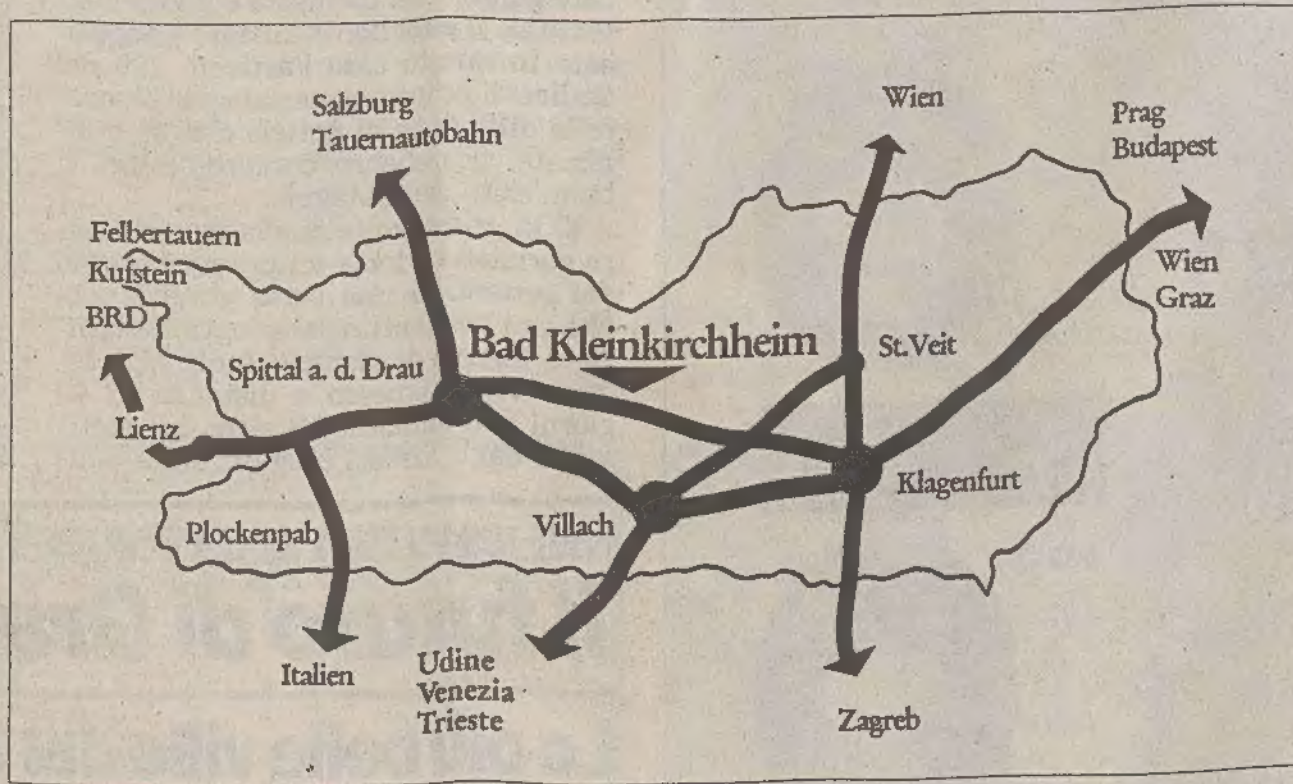 Salzburg
Tauernautobahn
Wien
Prag
Budapest
Felbertauern
Kufstein
BRD
Wien
Graz
Bad Kleinkirchheim
St. Veit
Spittal a. d. Drau
Lienz
Klagenfurt
Plockenpab
Villach
Italien
Udine
Venezia
Trieste
Zagreb